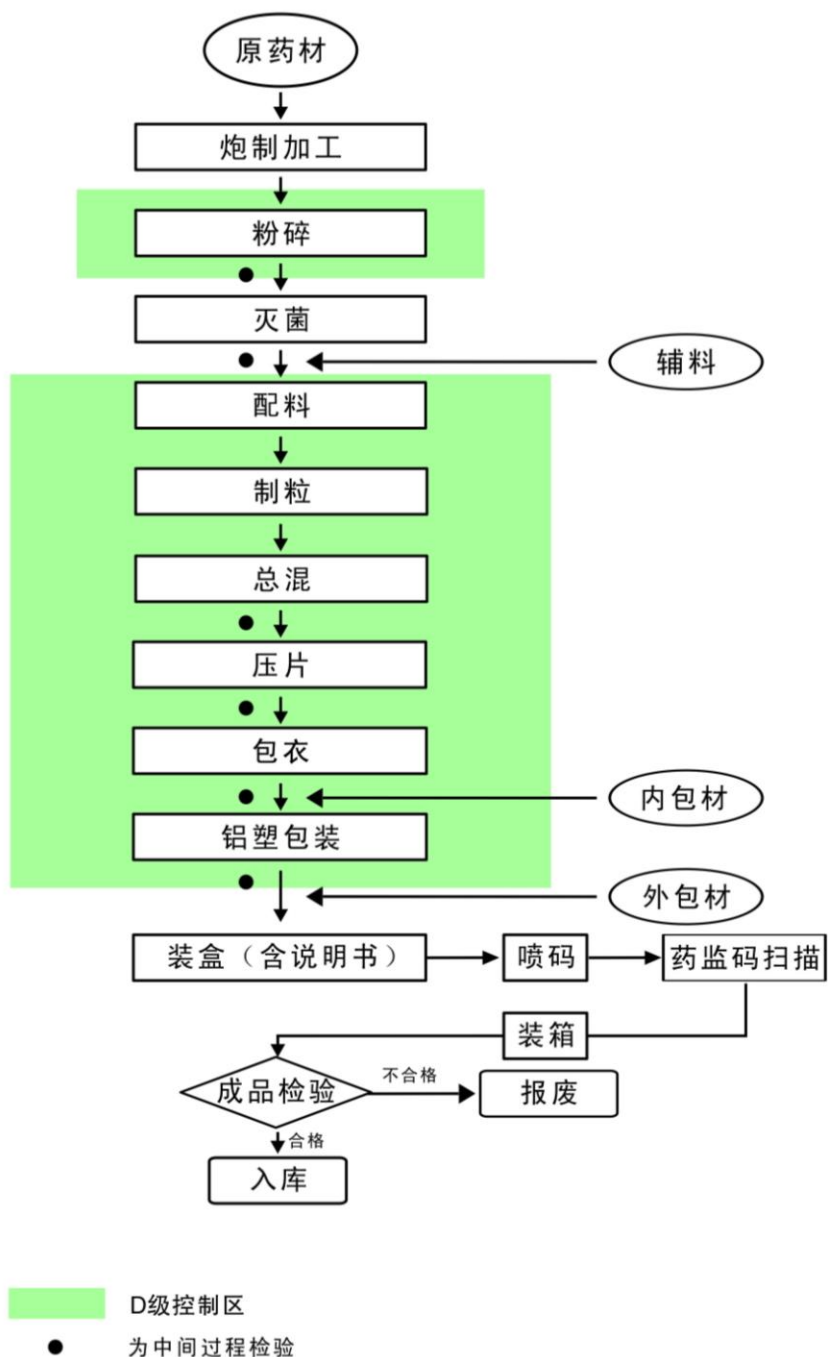 原药材
炮制加工
粉碎
灭菌
辅料
配料
制粒
总混
压片
包衣
内包材
铝塑包装
外包材
装盒（含说明书）
喷码
药监码扫描
装箱
成品检验
不合格
报废
合格
入库
D级控制区
为中间过程检验